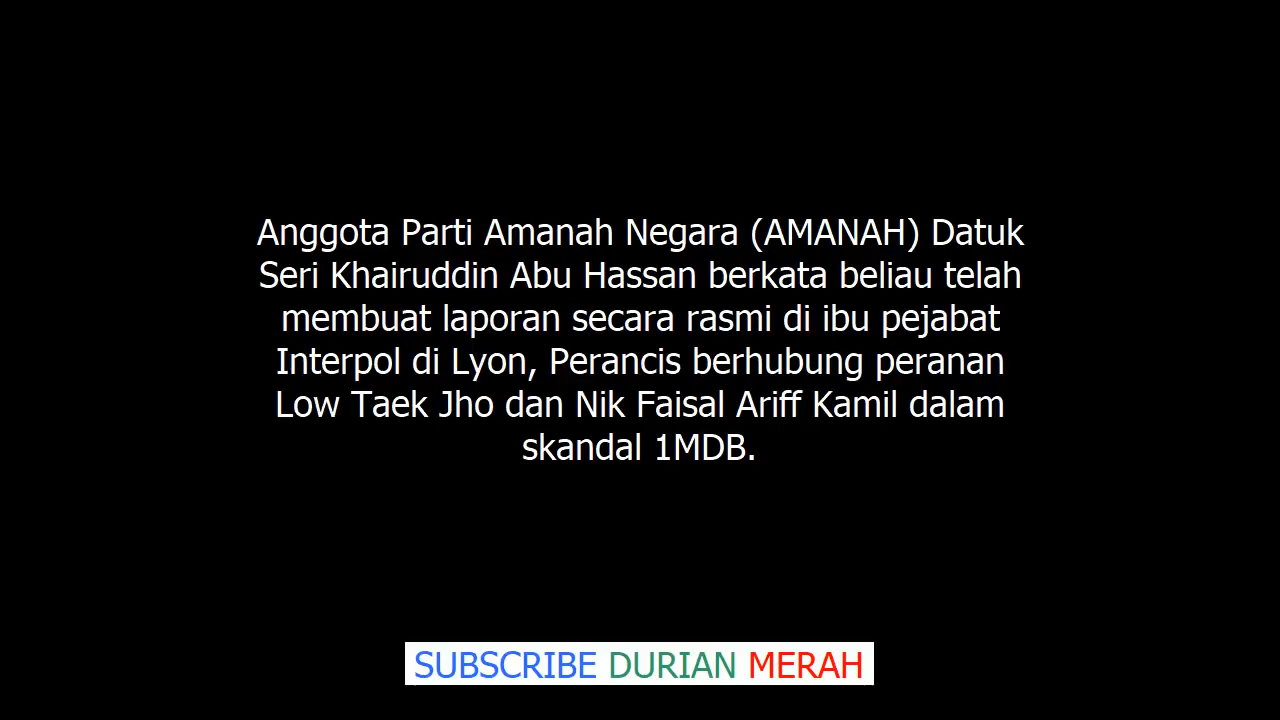 Anggota Parti Amanah Negara (AMANAH) Datuk
Seri Khairuddin Abu Hassan berkata beliau telah
membuat laporan secara rasmi di ibu pejabat
Interpol di Lyon, Perancis berhubung peranan
Low Taek Jho dan Nik Faisal Ariff Kamil dalam
skandal 1MDB.
SUBSCRIBE DURIAN MERAH